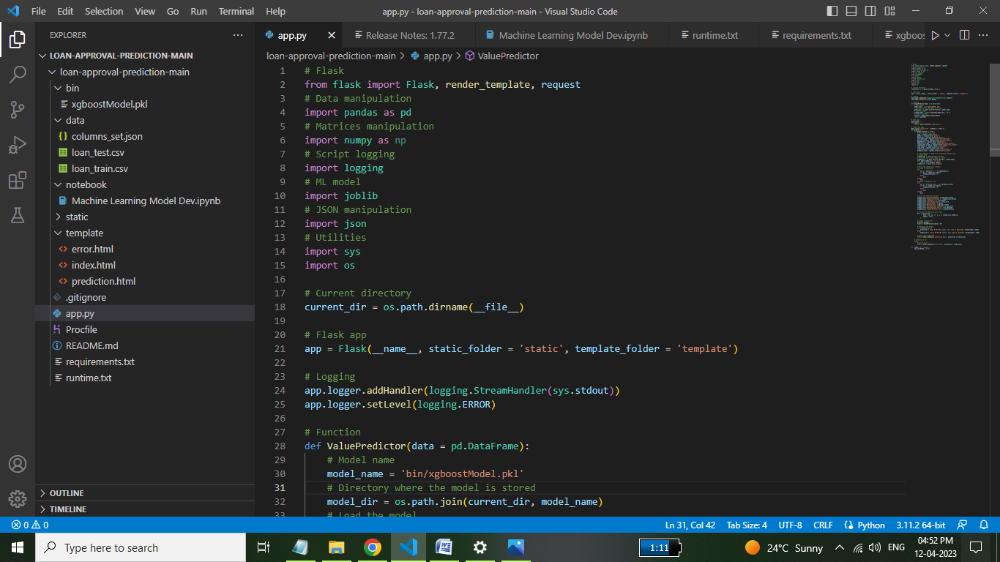 File Edit Selection View Go Run Terminal Help
app.py - loan-approval-prediction-main - Visual Studio Code
EXPLORER
LOAN-APPROVAL-PREDICTION-MAIN
loan-approval-prediction-main
bin
xgboostModel.pkl
data
columns_set.json
loan_test.csv
loan_train.csv
notebook
Machine Learning Model Dev.ipynb
static
template
error.html
index.html
prediction.html
.gitignore
app.py
Procfile
README.md
requirements.txt
runtime.txt
OUTLINE
TIMELINE
app.py
Release Notes: 1.77.2
Machine Learning Model Dev.ipynb
runtime.txt
requirements.txt
xgboos
loan-approval-prediction-main > app.py > ValuePredictor
1 # Flask
2 from flask import Flask, render_template, request
3 # Data manipulation
4 import pandas as pd
5 # Matrices manipulation
6 import numpy as np
7 # Script logging
8 import logging
9 # ML model
10 import joblib
11 # JSON manipulation
12 import json
13 # Utilities
14 import sys
15 import os
16
17 # Current directory
18 current_dir = os.path.dirname(__file__)
19
20 # Flask app
21 app = Flask(__name__, static_folder = 'static', template_folder = 'template')
22
23 # Logging
24 app.logger.addHandler(logging.StreamHandler(sys.stdout))
25 app.logger.setLevel(logging.ERROR)
26
27 # Function
28 def ValuePredictor(data = pd.DataFrame):
29 # Model name
30 model_name = 'bin/xgboostModel.pkl'
31 # Directory where the model is stored
32 model_dir = os.path.join(current_dir, model_name)
33 # Load the model
0 0
Ln 31, Col 42 Tab Size: 4 UTF-8 CRLF Python 3.11.2 64-bit
Type here to search
1:11
24°C Sunny
ENG
04:52 PM
12-04-2023